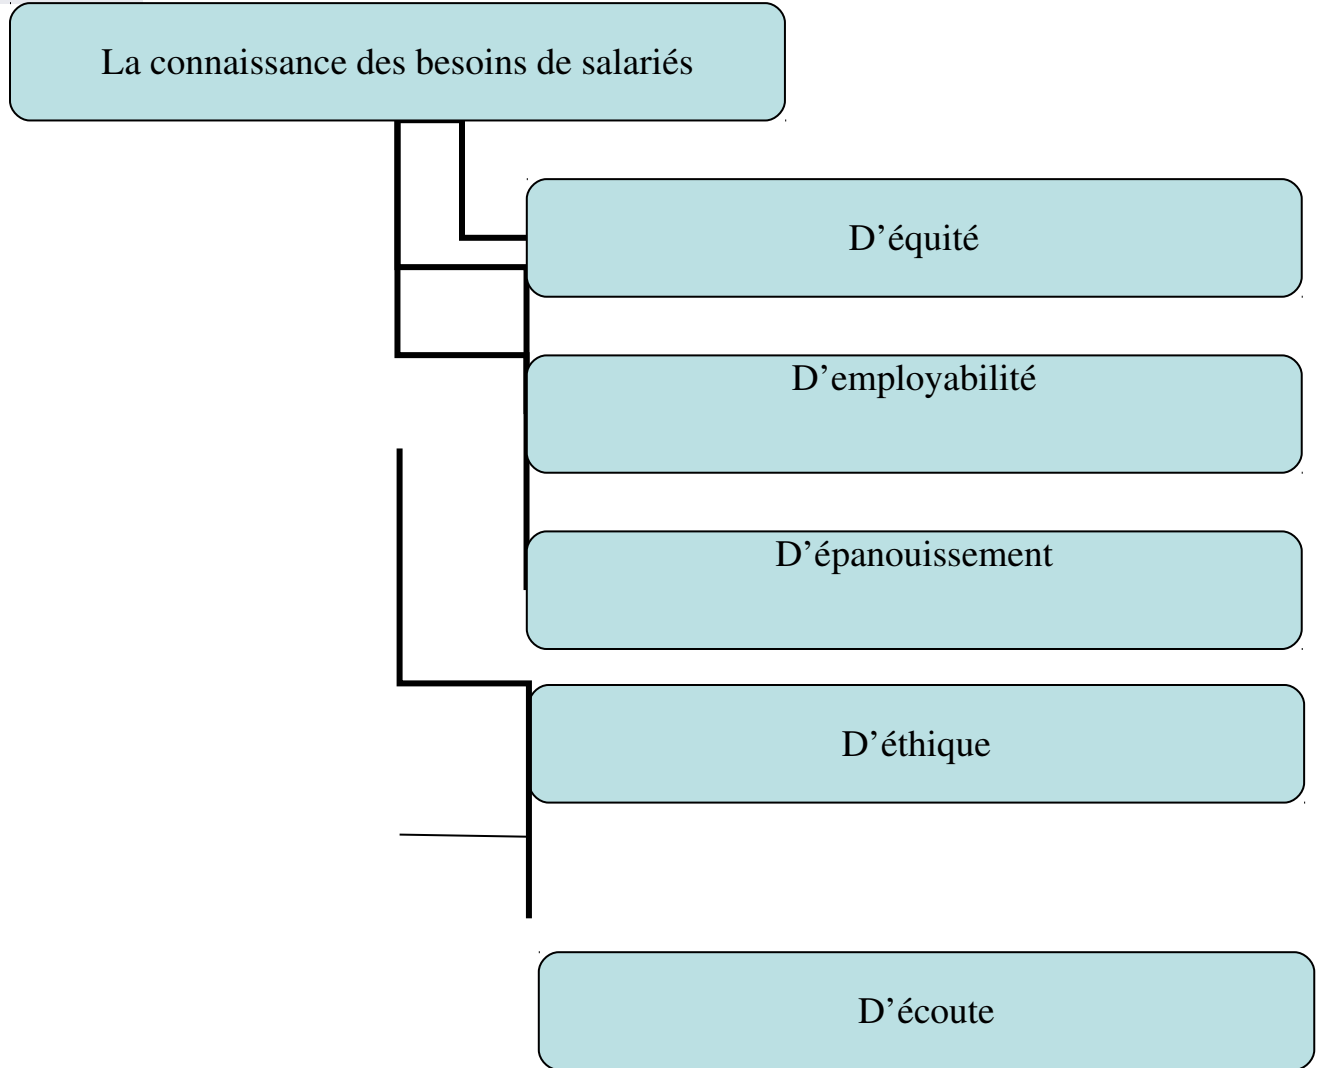 La connaissance des besoins de salariés
D’équité
D’employabilité
D’épanouissement
D’éthique
D’écoute